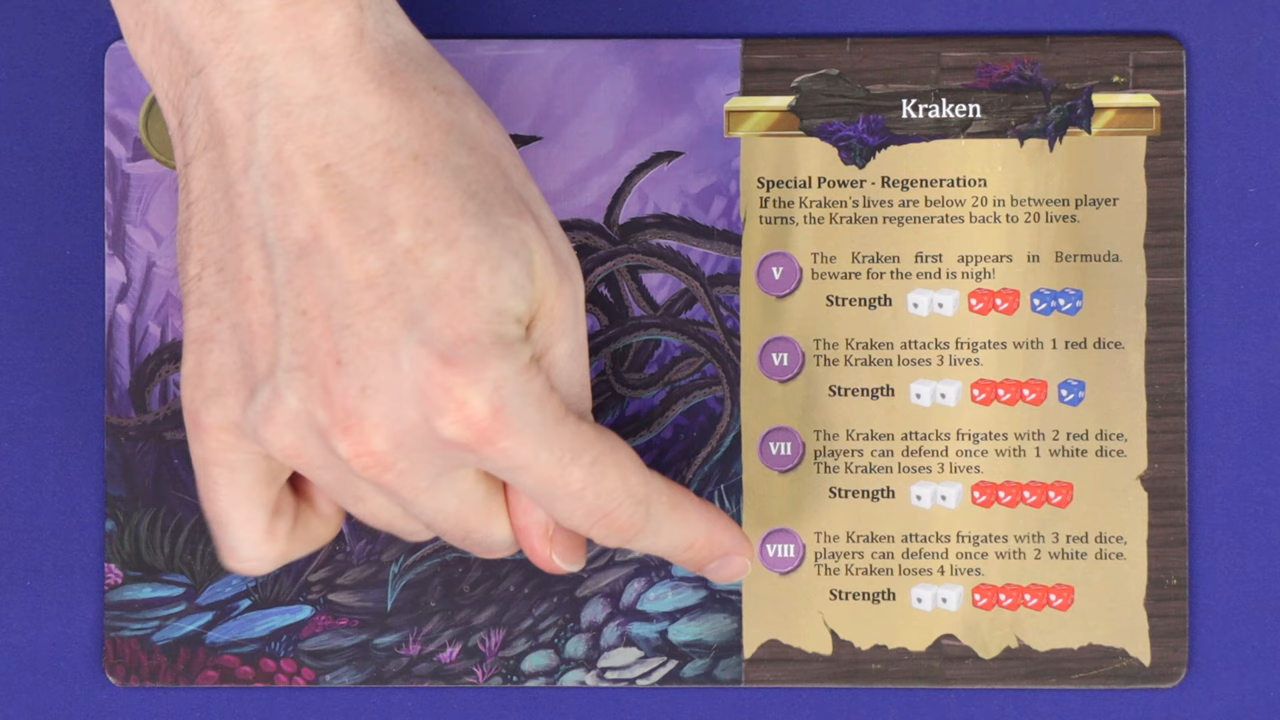 Kraken
Special Power - Regeneration
If the Kraken's lives are below 20 in between player
turns, the Kraken regenerates back to 20 lives.
V
The Kraken first appears in Bermuda.
beware for the end is nigh!
Strength
VI
The Kraken attacks frigates with 1 red dice.
The Kraken loses 3 lives.
Strength
VII
The Kraken attacks frigates with 2 red dice,
players can defend once with 1 white dice.
The Kraken loses 3 lives.
Strength
VIII
The Kraken attacks frigates with 3 red dice,
players can defend once with 2 white dice.
The Kraken loses 4 lives.
Strength